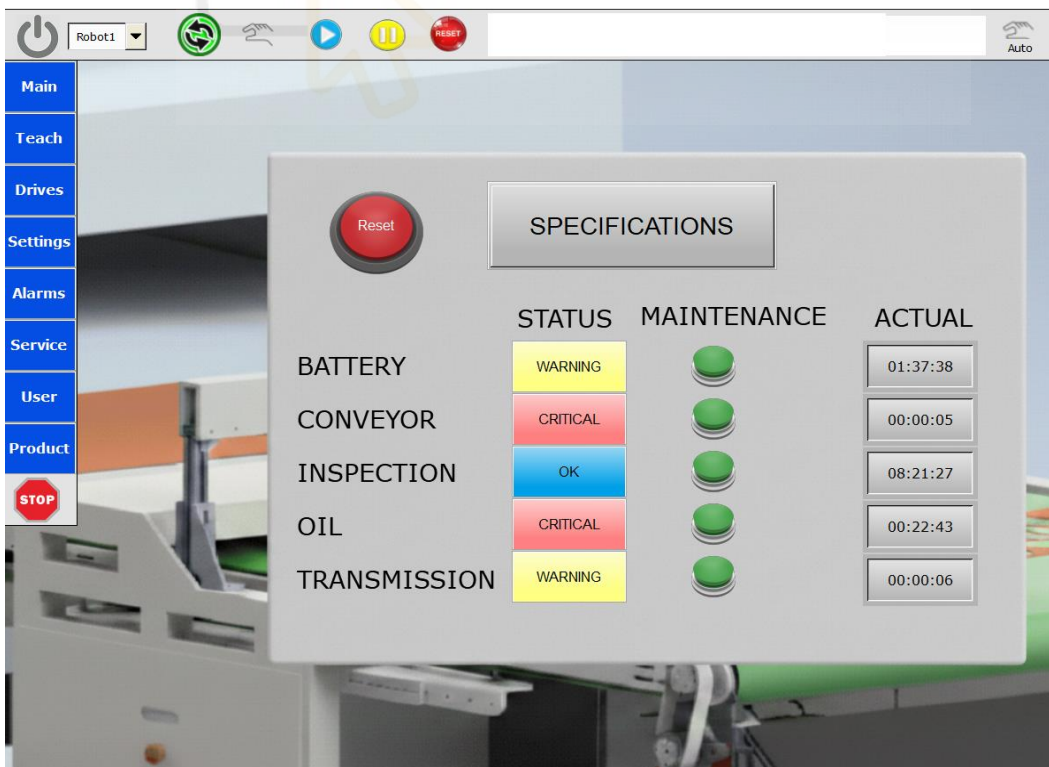 Robot1
RESET
Auto
Main
Teach
Drives
Settings
Alarms
Service
User
Product
STOP
Reset
SPECIFICATIONS
STATUS MAINTENANCE ACTUAL
BATTERY WARNING 01:37:38
CONVEYOR CRITICAL 00:00:05
INSPECTION OK 08:21:27
OIL CRITICAL 00:22:43
TRANSMISSION WARNING 00:00:06